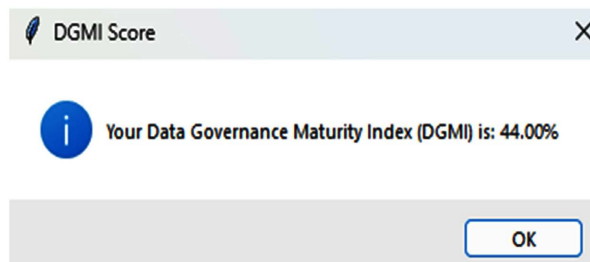 DGMI Score
Your Data Governance Maturity Index (DGMI) is: 44.00%
OK